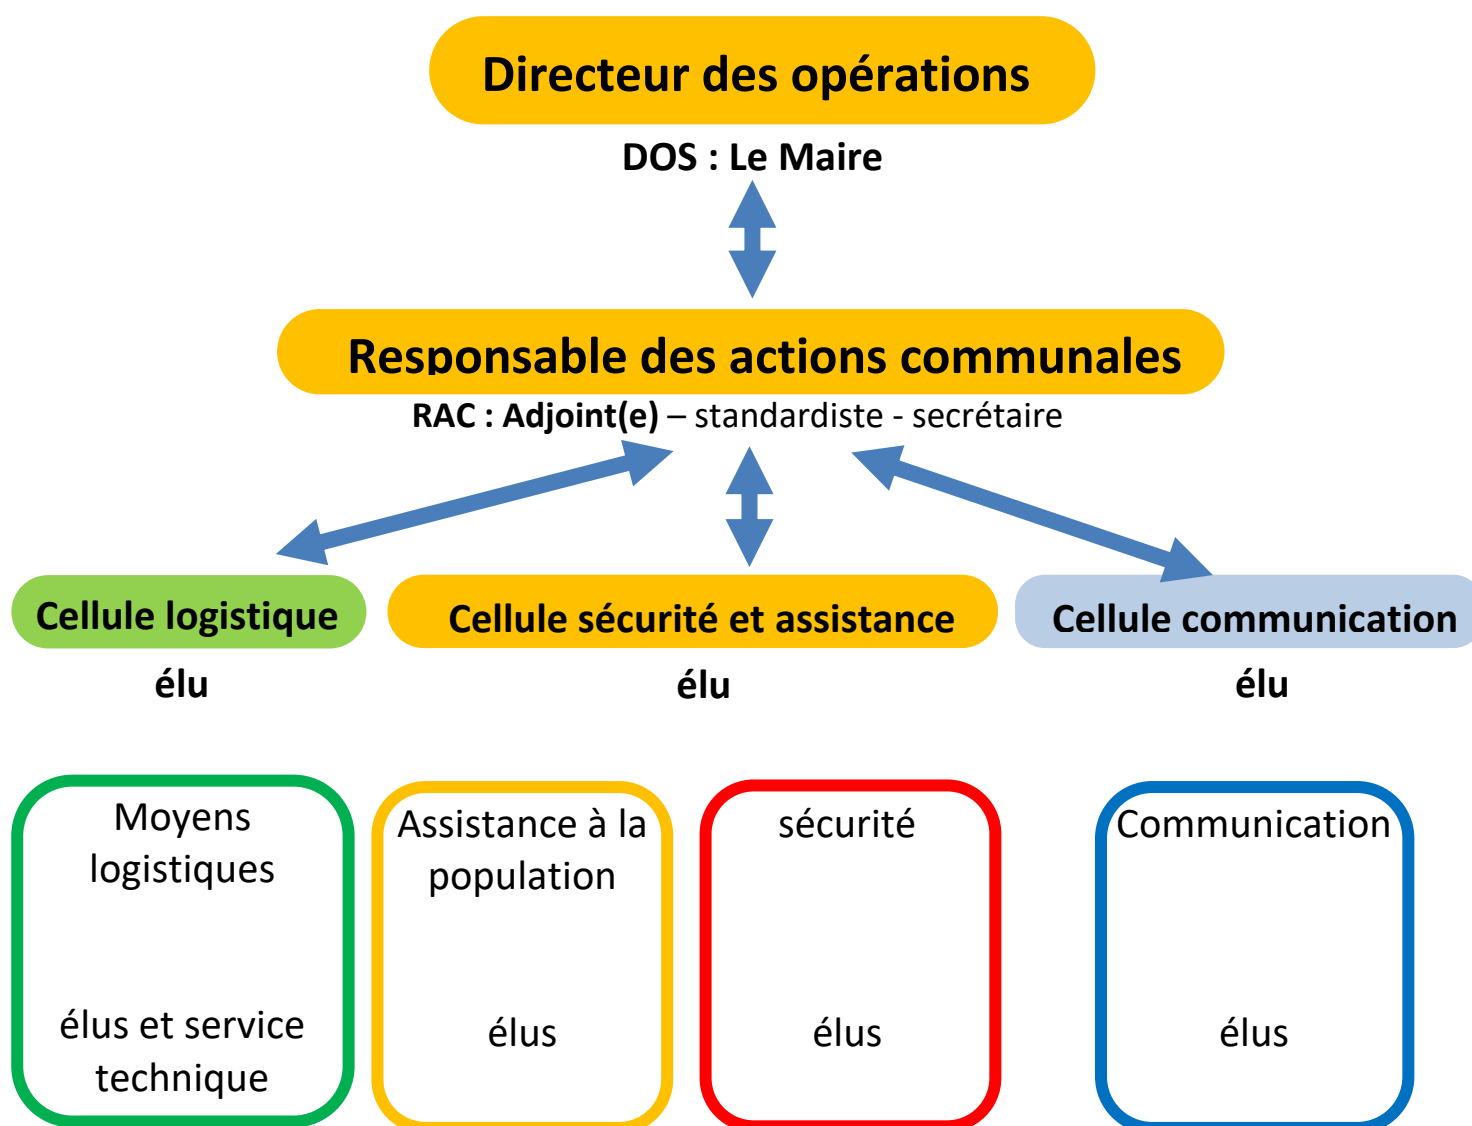 Directeur des opérations
DOS : Le Maire
Responsable des actions communales
RAC : Adjoint(e) – standardiste - secrétaire
Cellule logistique
élu
Cellule sécurité et assistance
élu
Cellule communication
élu
Moyens
logistiques
élus et service
technique
Assistance à la
population
élus
sécurité
élus
Communication
élus